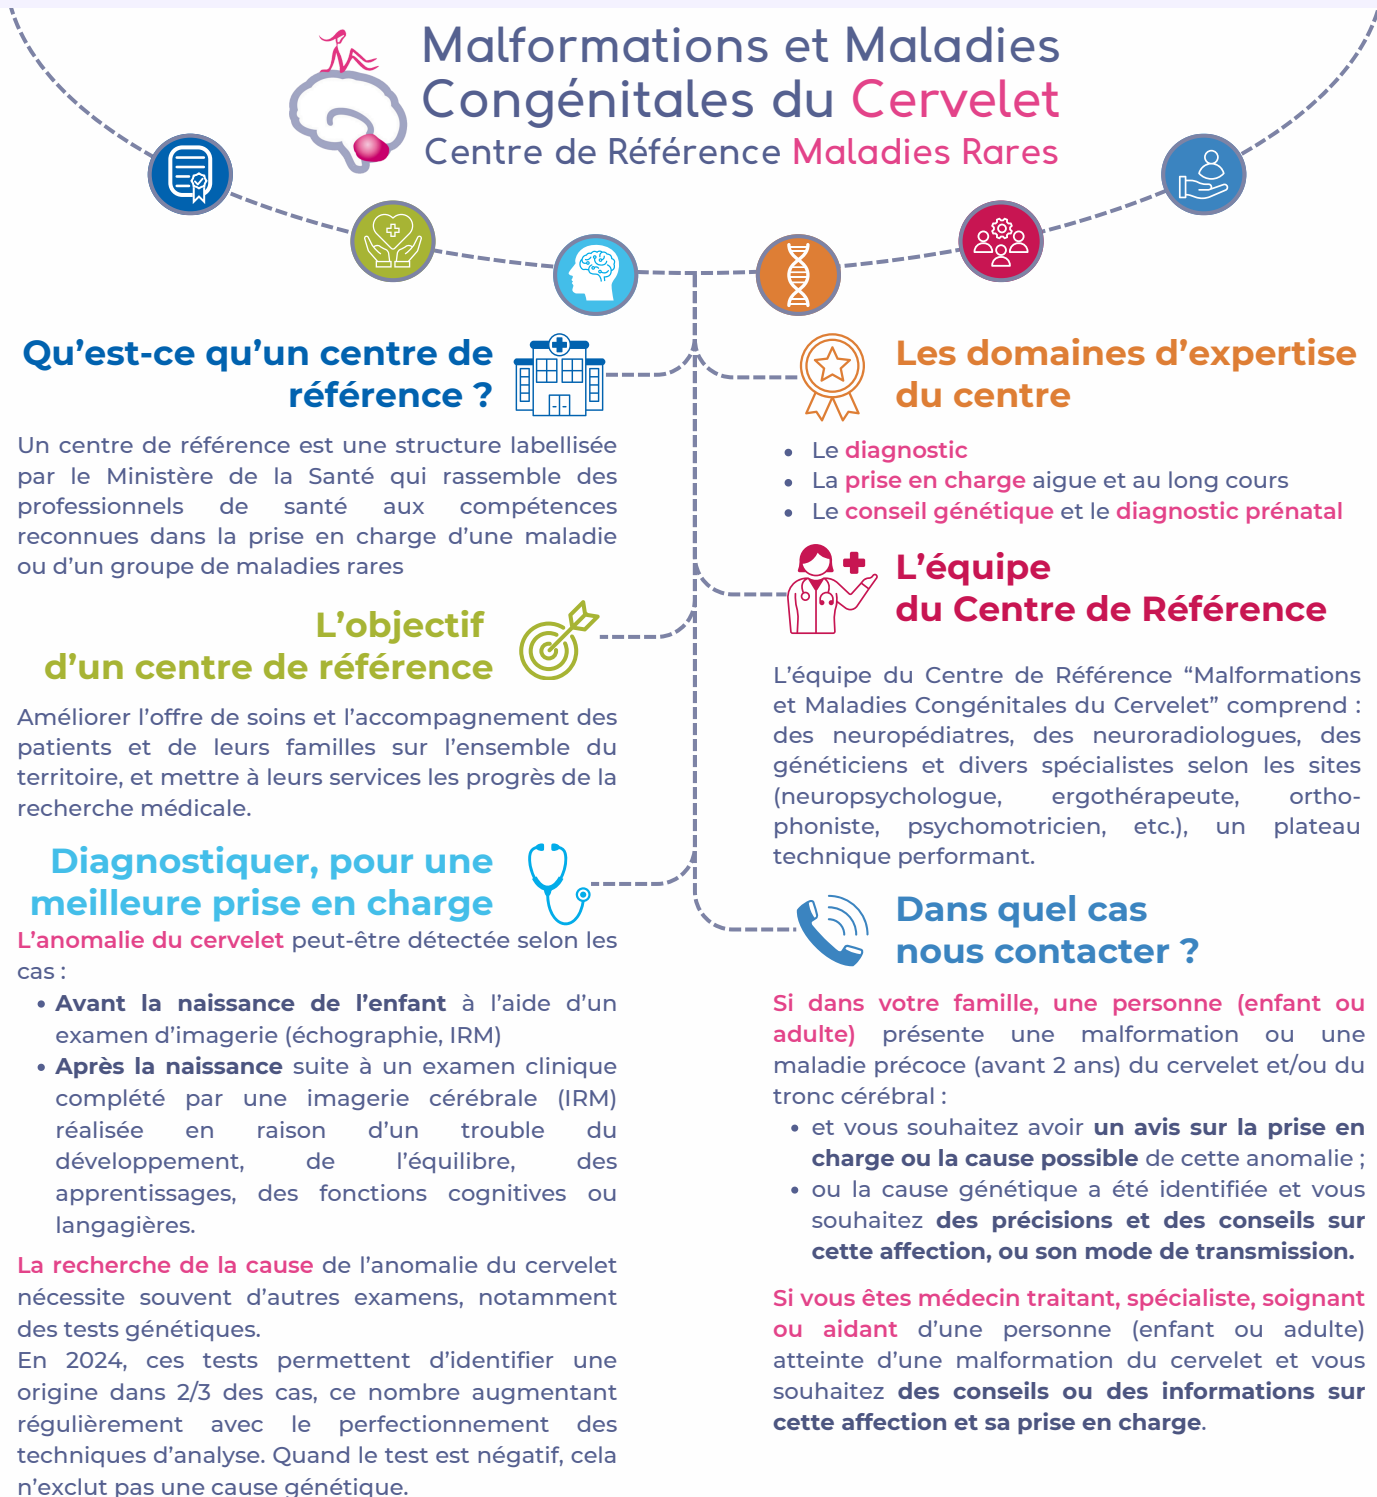 Malformations et Maladies
Congénitales du Cervelet
Centre de Référence Maladies Rares
Qu’est-ce qu’un centre de
référence ?
Un centre de référence est une structure labellisée
par le Ministère de la Santé qui rassemble des
professionnels de santé aux compétences
reconnues dans la prise en charge d’une maladie
ou d’un groupe de maladies rares
L’objectif
d’un centre de référence
Améliorer l’offre de soins et l’accompagnement des
patients et de leurs familles sur l’ensemble du
territoire, et mettre à leurs services les progrès de la
recherche médicale.
Diagnostiquer, pour une
meilleure prise en charge
L’anomalie du cervelet peut-être détectée selon les
cas :
• Avant la naissance de l’enfant à l’aide d’un
examen d’imagerie (échographie, IRM)
• Après la naissance suite à un examen clinique
complété par une imagerie cérébrale (IRM)
réalisée en raison d’un trouble du
développement, de l’équilibre, des
apprentissages, des fonctions cognitives ou
langagières.
La recherche de la cause de l’anomalie du cervelet
nécessite souvent d’autres examens, notamment
des tests génétiques.
En 2024, ces tests permettent d’identifier une
origine dans 2/3 des cas, ce nombre augmentant
régulièrement avec le perfectionnement des
techniques d’analyse. Quand le test est négatif, cela
n’exclut pas une cause génétique.
Les domaines d’expertise
du centre
• Le diagnostic
• La prise en charge aigue et au long cours
• Le conseil génétique et le diagnostic prénatal
L’équipe
du Centre de Référence
L’équipe du Centre de Référence “Malformations
et Maladies Congénitales du Cervelet” comprend :
des neuropédiatres, des neuroradiologues, des
généticiens et divers spécialistes selon les sites
(neuropsychologue, ergothérapeute, ortho-
phoniste, psychomotricien, etc.), un plateau
technique performant.
Dans quel cas
nous contacter ?
Si dans votre famille, une personne (enfant ou
adulte) présente une malformation ou une
maladie précoce (avant 2 ans) du cervelet et/ou du
tronc cérébral :
• et vous souhaitez avoir un avis sur la prise en
charge ou la cause possible de cette anomalie ;
• ou la cause génétique a été identifiée et vous
souhaitez des précisions et des conseils sur
cette affection, ou son mode de transmission.
Si vous êtes médecin traitant, spécialiste, soignant
ou aidant d’une personne (enfant ou adulte)
atteinte d’une malformation du cervelet et vous
souhaitez des conseils ou des informations sur
cette affection et sa prise en charge.